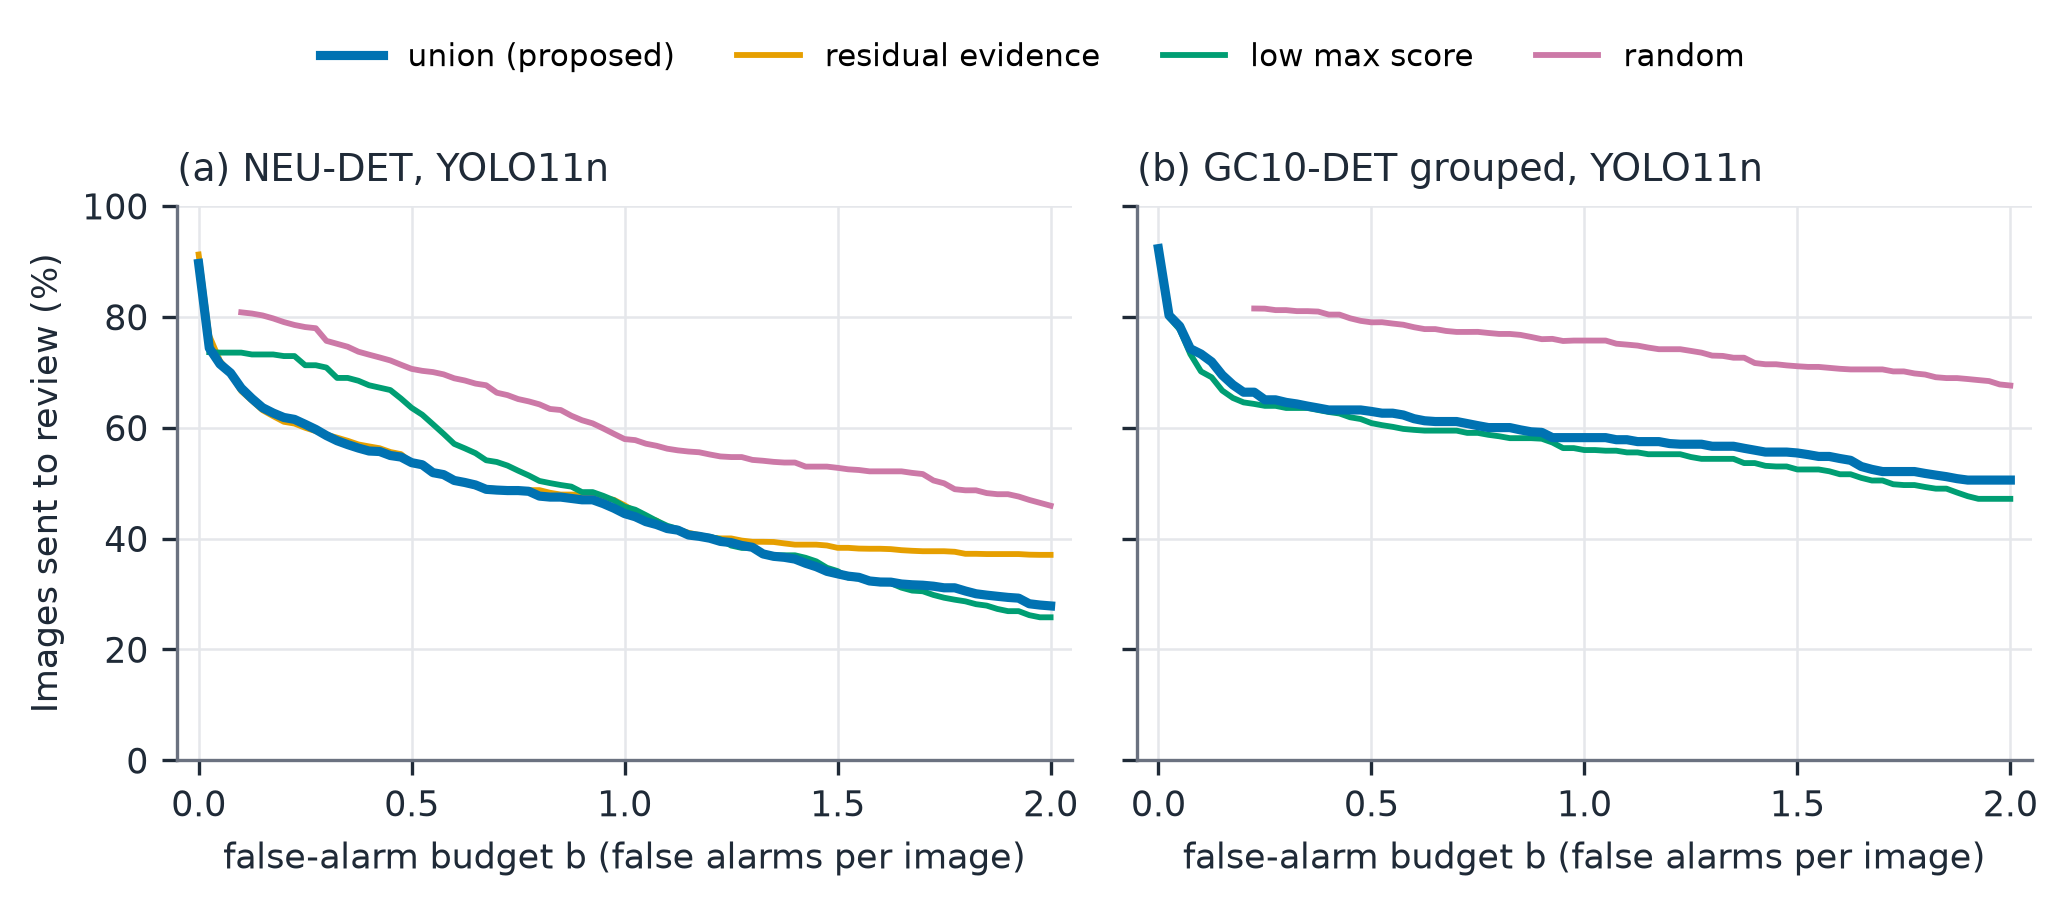 union (proposed) residual evidence low max score random
(a) NEU-DET, YOLO11n
(b) GC10-DET grouped, YOLO11n
Images sent to review (%)
100
80
60
40
20
0
0.0 0.5 1.0 1.5 2.0
0.0 0.5 1.0 1.5 2.0
false-alarm budget b (false alarms per image)
false-alarm budget b (false alarms per image)